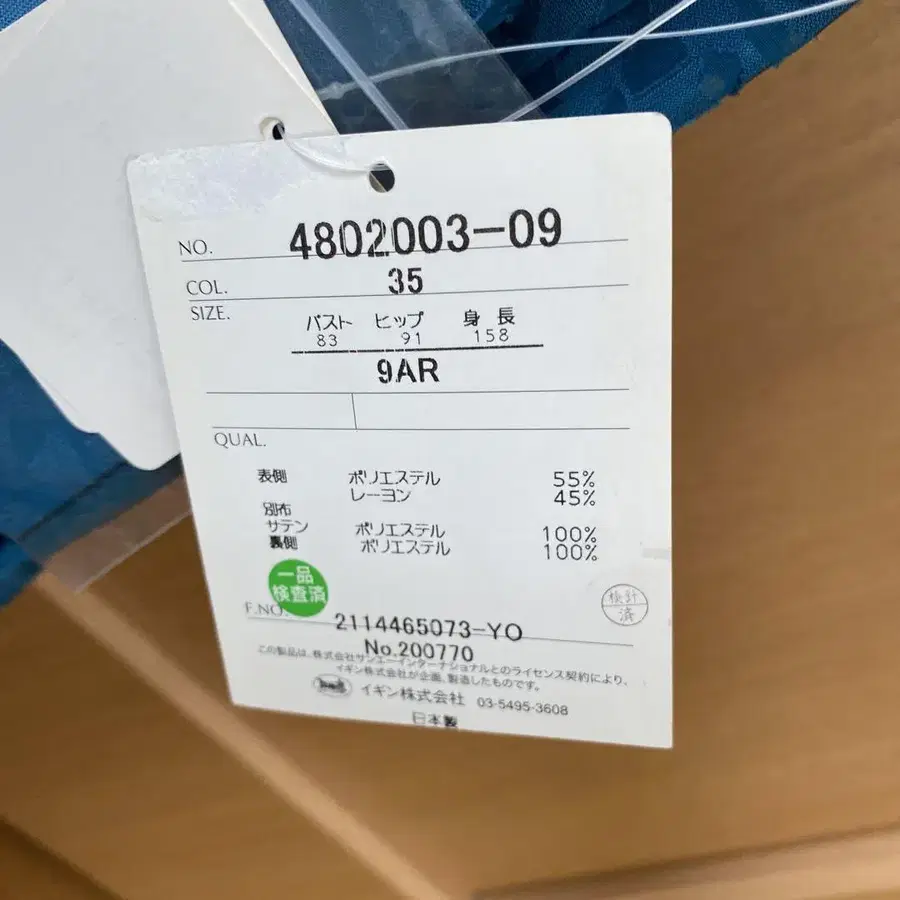 NO. 4802003-09
COL. 35
SIZE.
バスト ヒップ 身長
83 91 158
9AR
QUAL.
表側 ポリエステル 55%
レーヨン 45%
別布
サテン ポリエステル 100%
裏側 ポリエステル 100%
一品
検査済
検針
済
F.NO. 2114465073-YO
No.200770
この製品は、株式会社サンエーインターナショナルとのライセンス契約により、
イギン株式会社が企画、製造したものです。
イギン株式会社 03-5495-3608
日本製